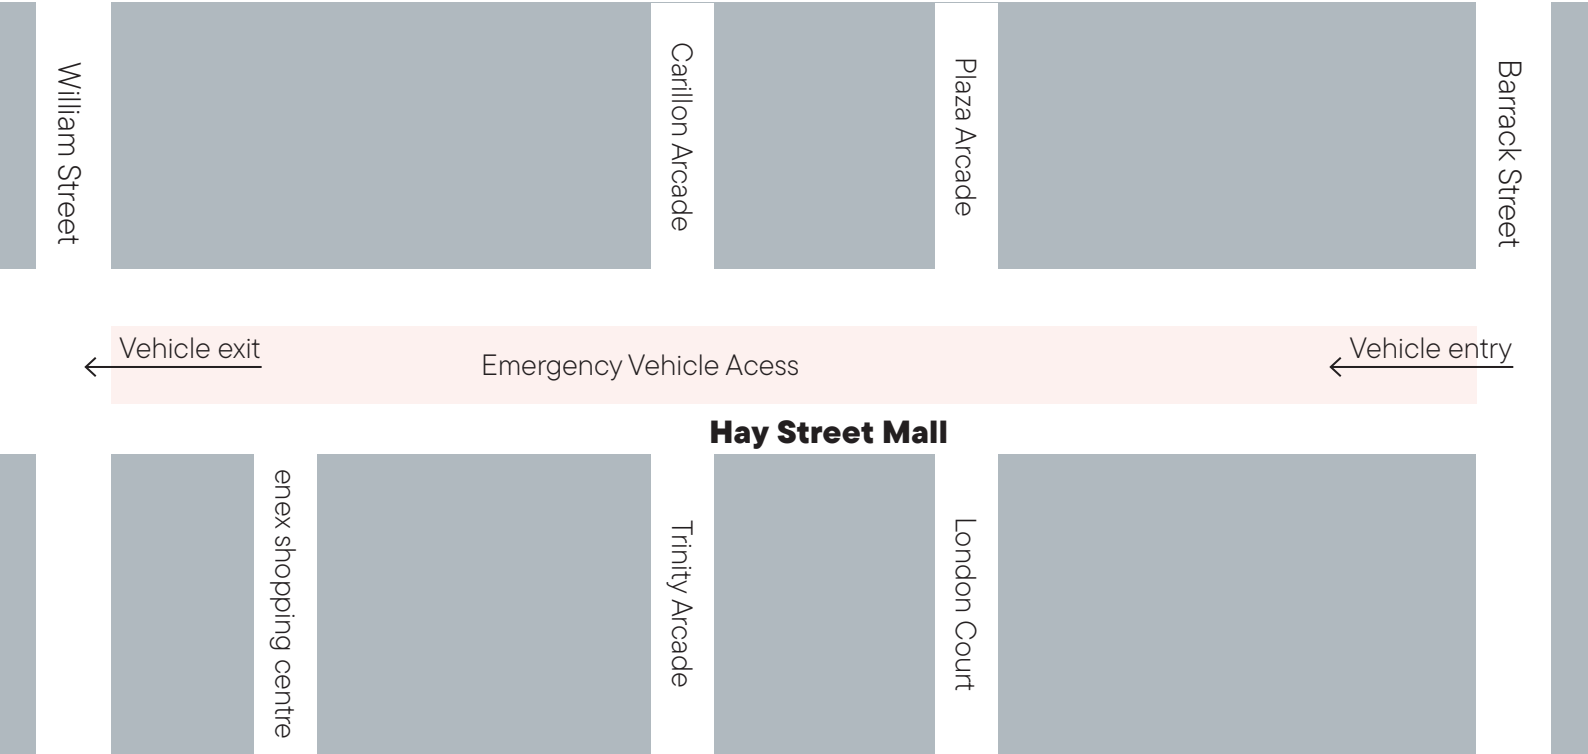 William Street
Carillon Arcade
Plaza Arcade
Barrack Street
Vehicle exit
Emergency Vehicle Acess
Vehicle entry
Hay Street Mall
enex shopping centre
Trinity Arcade
London Court